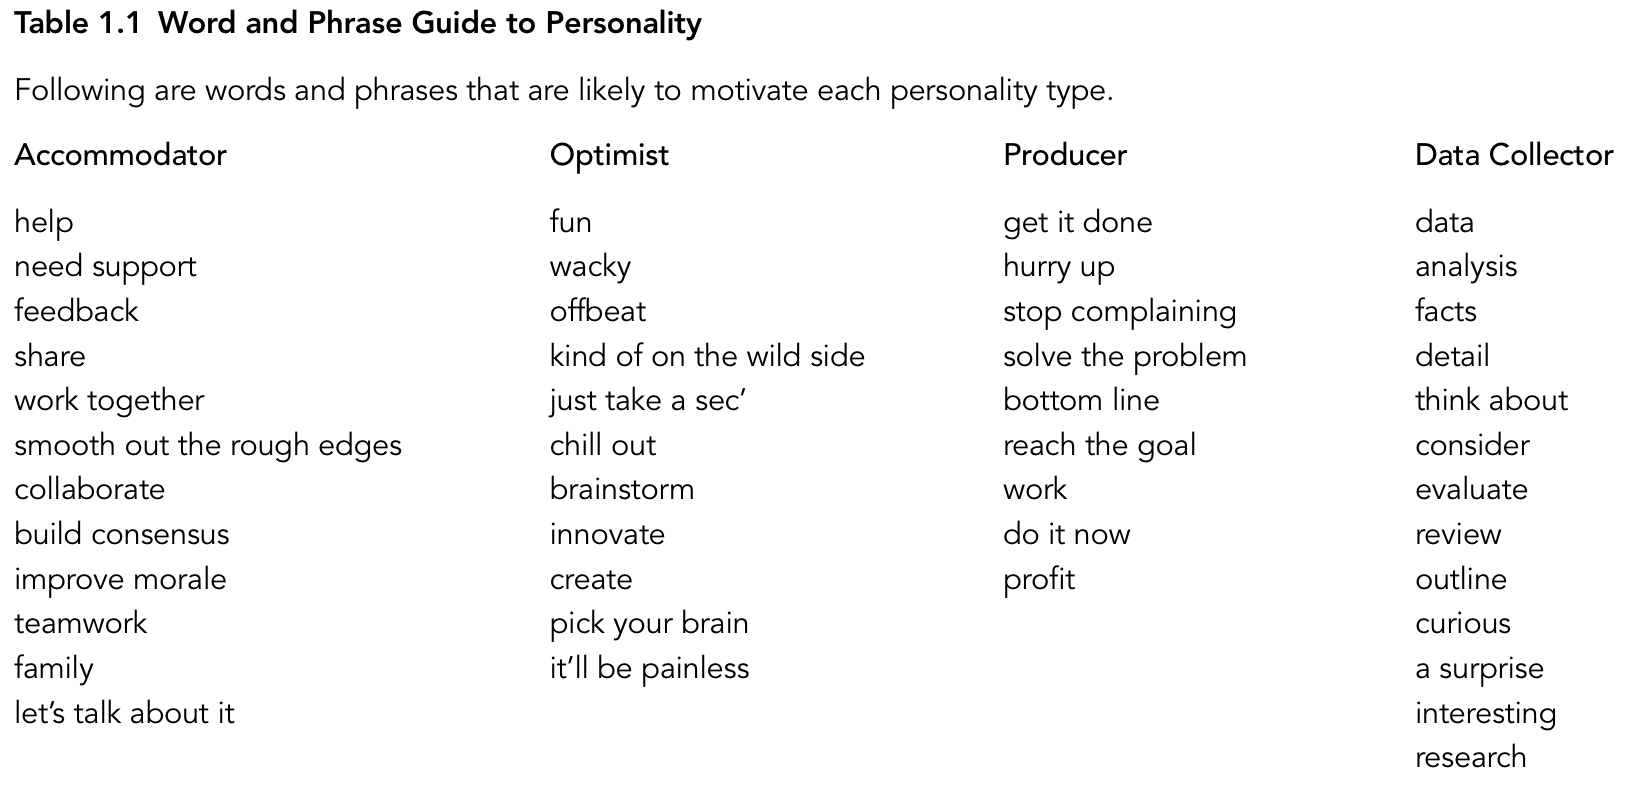 Table 1.1 Word and Phrase Guide to Personality
Following are words and phrases that are likely to motivate each personality type.
Accommodator Optimist Producer Data Collector
help fun get it done data
need support wacky hurry up analysis
feedback offbeat stop complaining facts
share kind of on the wild side solve the problem detail
work together just take a sec’ bottom line think about
smooth out the rough edges chill out reach the goal consider
collaborate brainstorm work evaluate
build consensus innovate do it now review
improve morale create profit outline
teamwork pick your brain curious
family it’ll be painless a surprise
let’s talk about it interesting
research